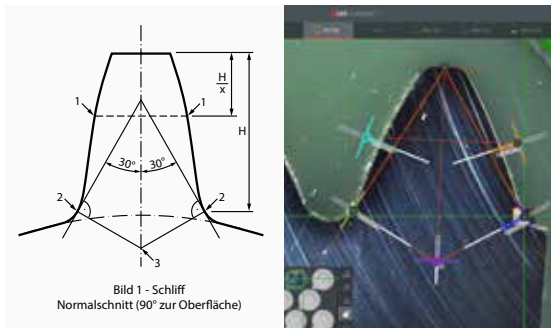 H
x
H
1
1
30°
30°
2
2
3
Bild 1 - Schliff
Normalschnitt (90° zur Oberfläche)